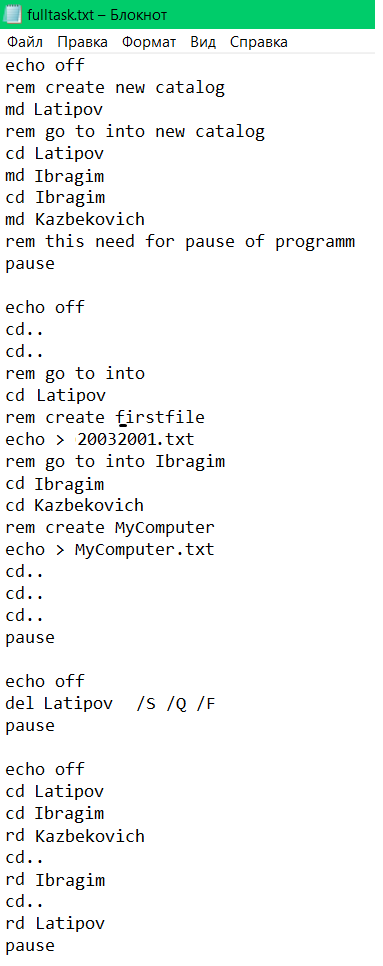 fulltask.txt – Блокнот
Файл Правка Формат Вид Справка
echo off
rem create new catalog
md Latipov
rem go to into new catalog
cd Latipov
md Ibragim
cd Ibragim
md Kazbekovich
rem this need for pause of programm
pause
echo off
cd..
cd..
rem go to into
cd Latipov
rem create firstfile
echo > 20032001.txt
rem go to into Ibragim
cd Ibragim
cd Kazbekovich
rem create MyComputer
echo > MyComputer.txt
cd..
cd..
cd..
pause
echo off
del Latipov /S /Q /F
pause
echo off
cd Latipov
cd Ibragim
rd Kazbekovich
cd..
rd Ibragim
cd..
rd Latipov
pause